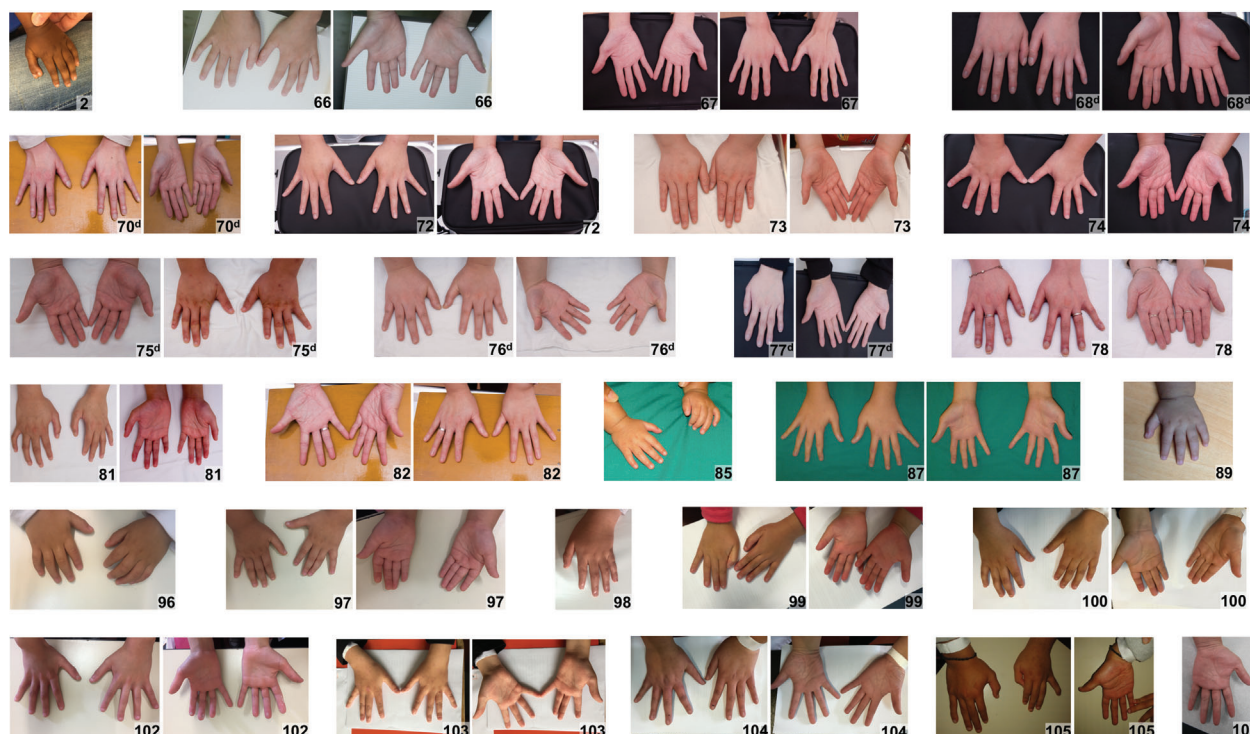 2 66 66 67 67 68d 68d
70d 70d 72 72 73 73 74 74
75d 75d 76d 76d 77d 77d 78 78
81 81 82 82 85 87 87 89
96 97 97 98 99 99 100 100
102 102 103 103 104 104 105 105